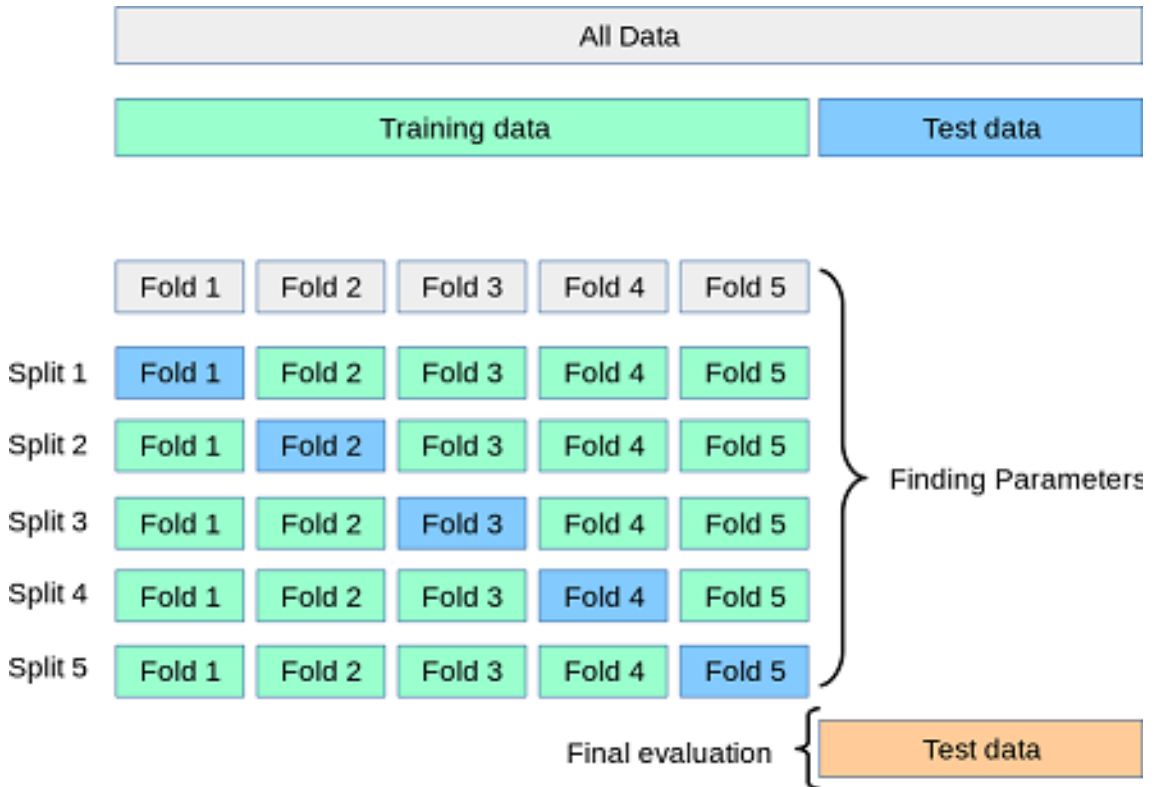 All Data
Training data Test data
Fold 1 Fold 2 Fold 3 Fold 4 Fold 5
Split 1 Fold 1 Fold 2 Fold 3 Fold 4 Fold 5
Split 2 Fold 1 Fold 2 Fold 3 Fold 4 Fold 5
Finding Parameters
Split 3 Fold 1 Fold 2 Fold 3 Fold 4 Fold 5
Split 4 Fold 1 Fold 2 Fold 3 Fold 4 Fold 5
Split 5 Fold 1 Fold 2 Fold 3 Fold 4 Fold 5
Final evaluation Test data